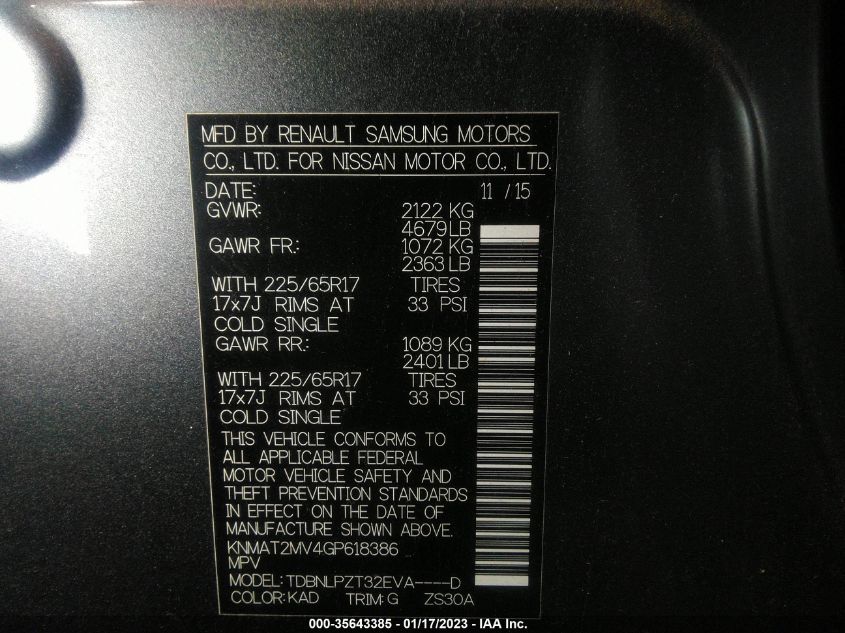 MFD BY RENAULT SAMSUNG MOTORS
CO., LTD. FOR NISSAN MOTOR CO., LTD.
DATE: 11 / 15
GVWR: 2122 KG
4679 LB
GAWR FR.: 1072 KG
2363 LB
WITH 225/65R17 TIRES
17x7J RIMS AT 33 PSI
COLD SINGLE
GAWR RR.: 1089 KG
2401 LB
WITH 225/65R17 TIRES
17x7J RIMS AT 33 PSI
COLD SINGLE
THIS VEHICLE CONFORMS TO
ALL APPLICABLE FEDERAL
MOTOR VEHICLE SAFETY AND
THEFT PREVENTION STANDARDS
IN EFFECT ON THE DATE OF
MANUFACTURE SHOWN ABOVE.
KNMAT2MV4GP618386
MPV
MODEL: TDBNLPZT32EVA----D
COLOR: KAD TRIM: G ZS30A
000-35643385 - 01/17/2023 - IAA Inc.